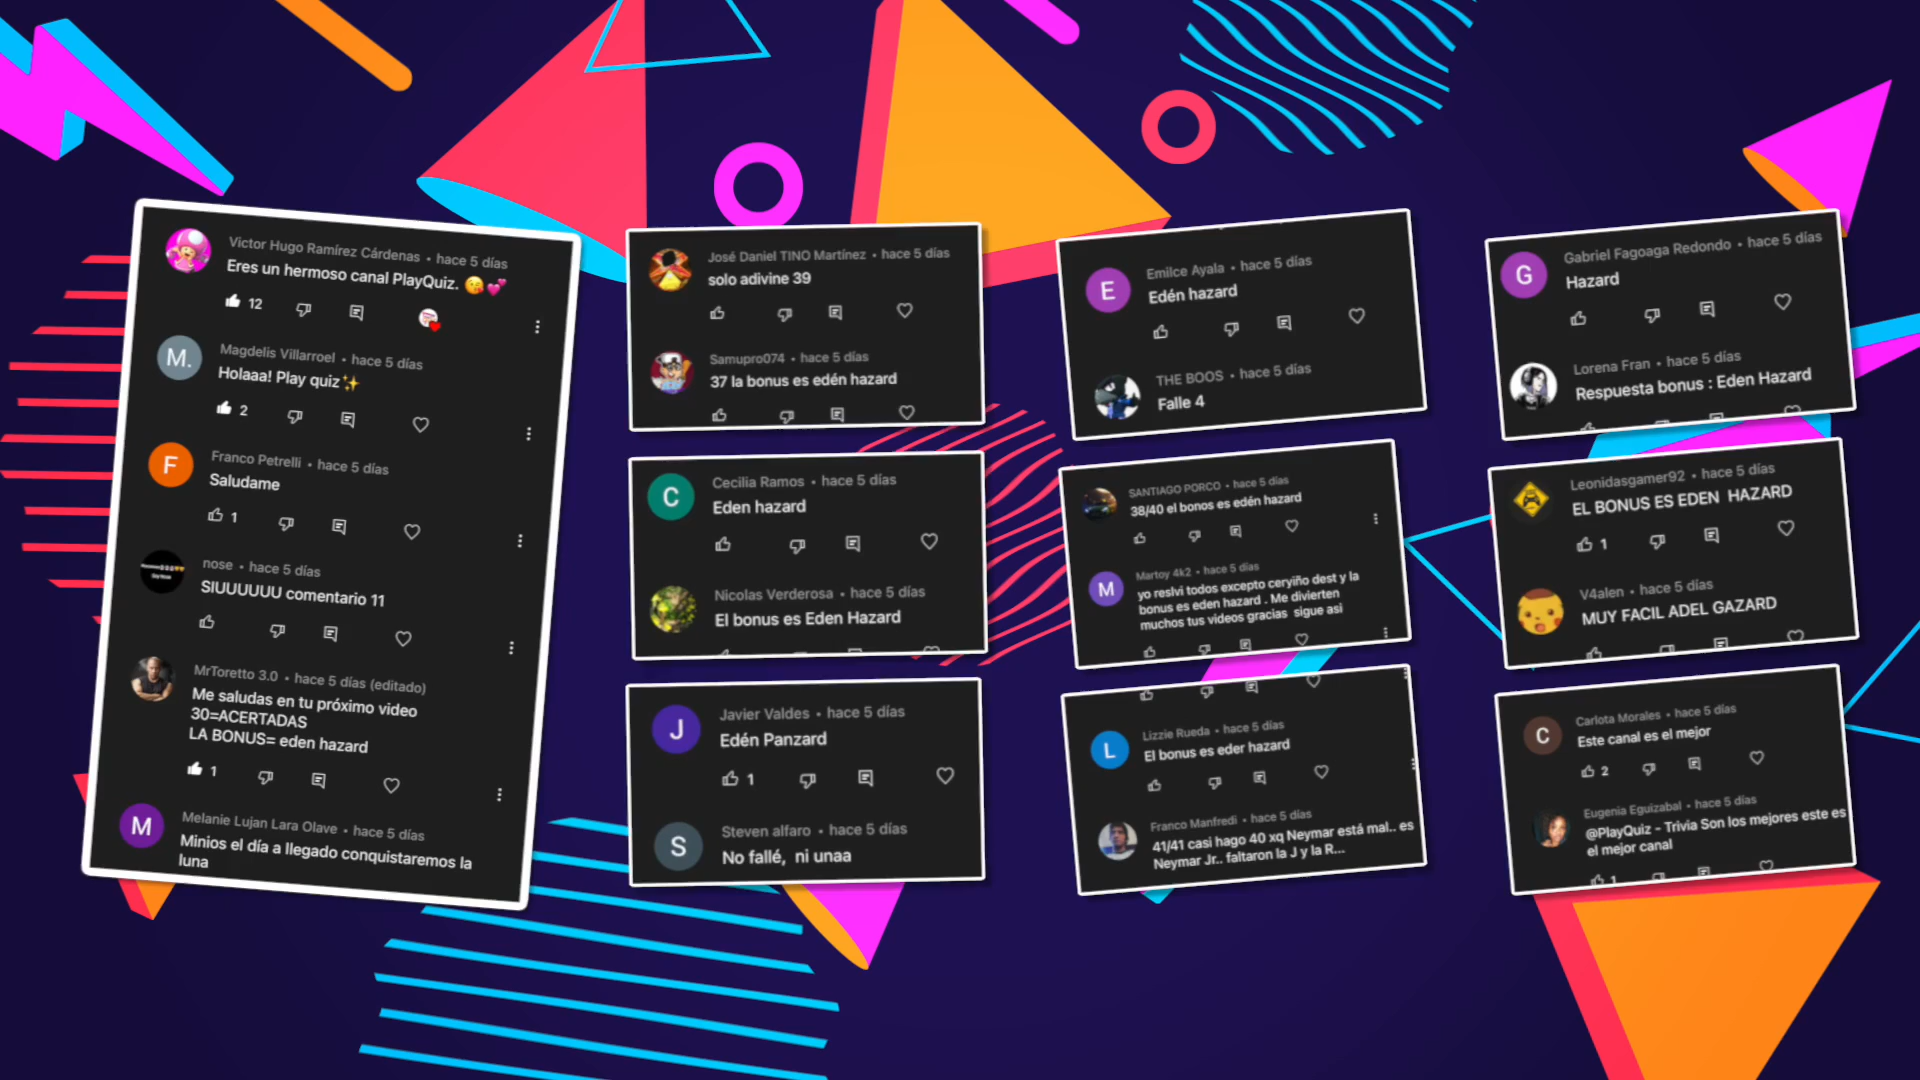 Victor Hugo Ramírez Cárdenas • hace 5 días
Eres un hermoso canal PlayQuiz. 😘💕
12
M.
Magdelis Villarroel • hace 5 días
Holaaa! Play quiz✨
2
F
Franco Petrelli • hace 5 días
Saludame
1
nose • hace 5 días
SIUUUUUU comentario 11
MrToretto 3.0 • hace 5 días (editado)
Me saludas en tu próximo video
30=ACERTADAS
LA BONUS= eden hazard
1
M
Melanie Lujan Lara Olave • hace 5 días
Minios el día a llegado conquistaremos la
luna
José Daniel TINO Martínez • hace 5 días
solo adivine 39
Samupro074 • hace 5 días
37 la bonus es edén hazard
C
Cecilia Ramos • hace 5 días
Eden hazard
Nicolas Verderosa • hace 5 días
El bonus es Eden Hazard
J
Javier Valdes • hace 5 días
Edén Panzard
1
S
Steven alfaro • hace 5 días
No fallé, ni unaa
E
Emilce Ayala • hace 5 días
Edén hazard
THE BOOS • hace 5 días
Falle 4
SANTIAGO PORCO • hace 5 días
38/40 el bonos es edén hazard
M
Martoy 4k2 • hace 5 días
yo reslvi todos excepto ceryiño dest y la
bonus es eden hazard . Me divierten
muchos tus videos gracias sigue asi
L
Lizzie Rueda • hace 5 días
El bonus es eder hazard
Franco Manfredi • hace 5 días
41/41 casi hago 40 xq Neymar está mal.. es
Neymar Jr.. faltaron la J y la R...
G
Gabriel Fagoaga Redondo • hace 5 días
Hazard
Lorena Fran • hace 5 días
Respuesta bonus : Eden Hazard
Leonidasgamer92 • hace 5 días
EL BONUS ES EDEN HAZARD
1
V4alen • hace 5 días
MUY FACIL ADEL GAZARD
C
Carlota Morales • hace 5 días
Este canal es el mejor
2
Eugenia Eguizabal • hace 5 días
@PlayQuiz - Trivia Son los mejores este es
el mejor canal
1